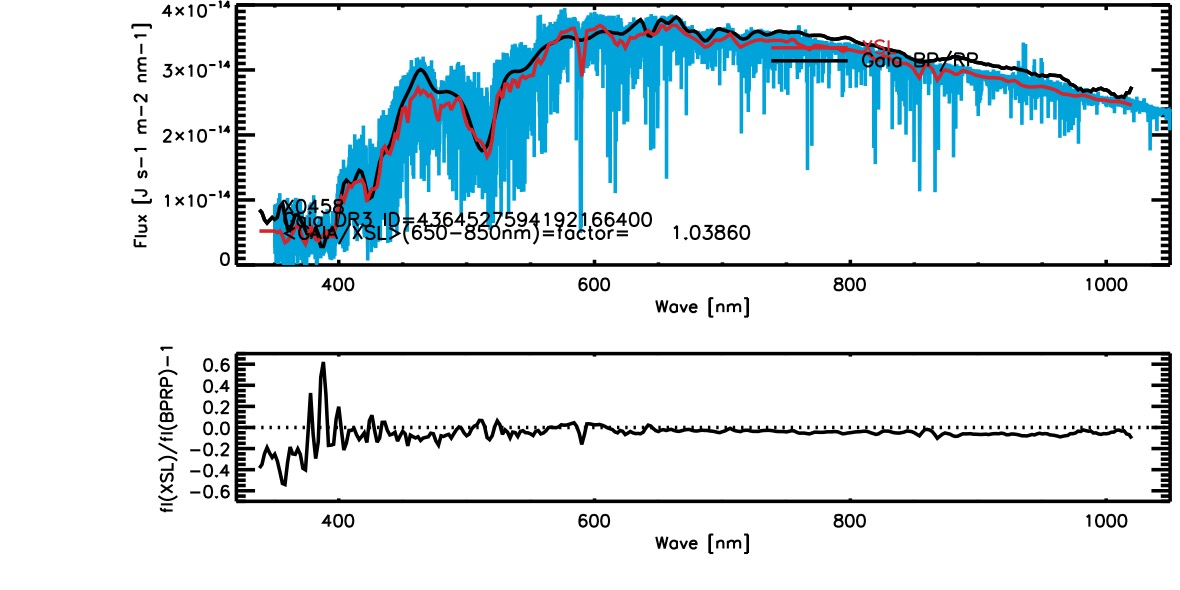 4×10−14
3×10−14
2×10−14
1×10−14
0
Flux [J s−1 m−2 nm−1]
XSL
Gaia BP/RP
X0458
Gaia DR3 ID=4364527594192166400
<GAIA/XSL>(650−850nm)=factor= 1.03860
400 600 800 1000
Wave [nm]
fl(XSL)/fl(BPRP)−1
0.6
0.4
0.2
0.0
−0.2
−0.4
−0.6
400 600 800 1000
Wave [nm]